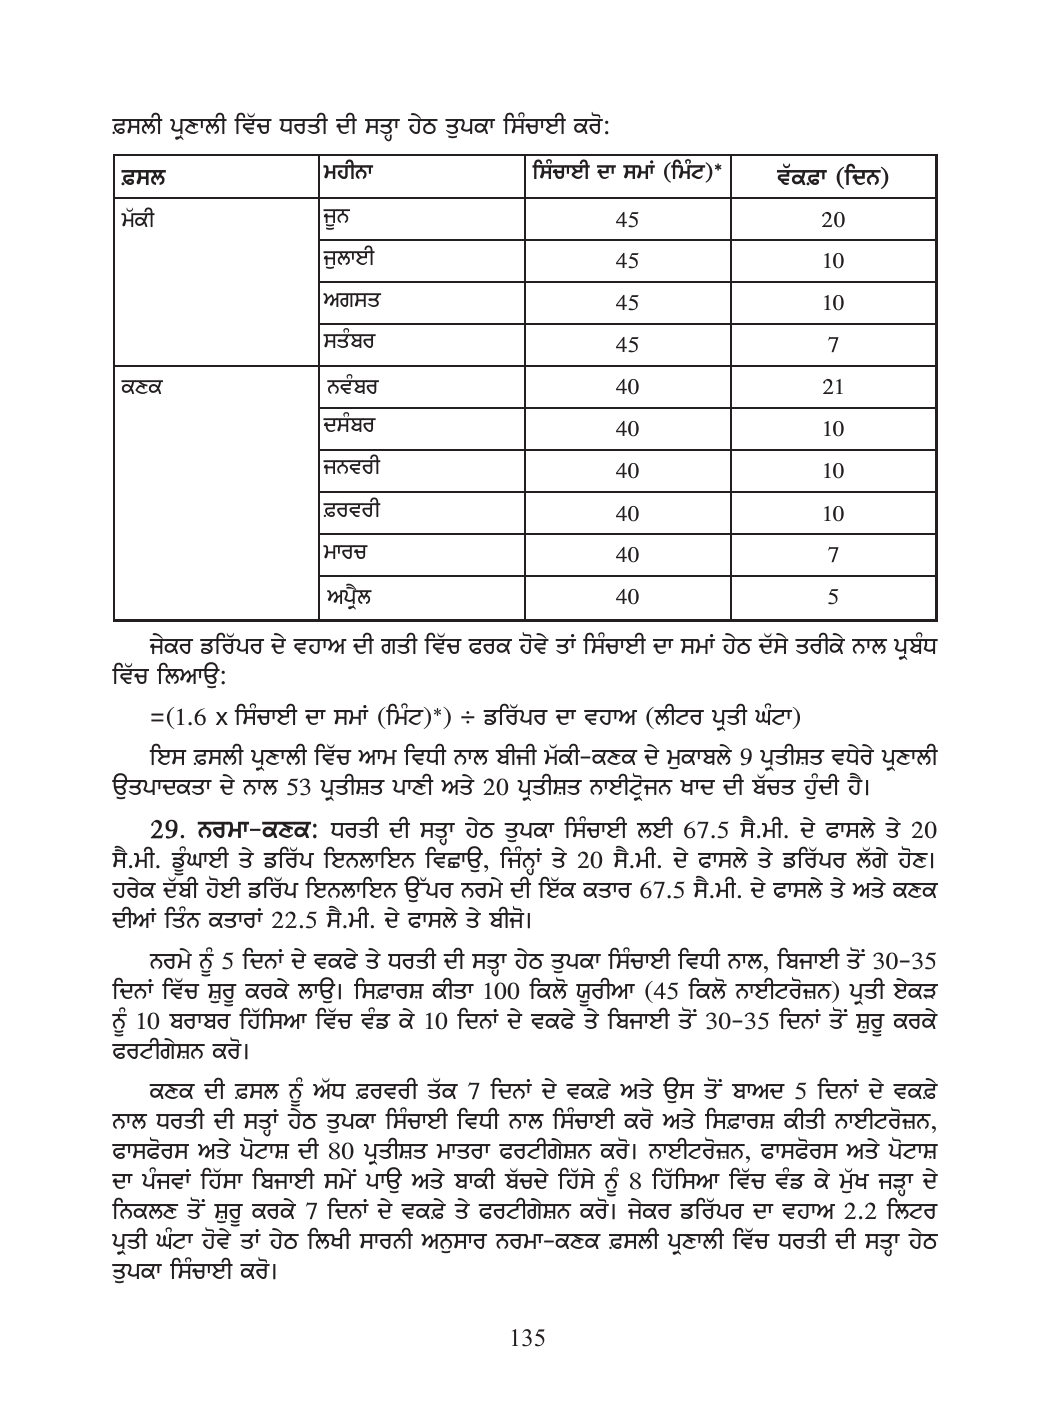 ਫ਼ਸਲੀ ਪ੍ਰਣਾਲੀ ਵਿੱਚ ਧਰਤੀ ਦੀ ਸਤ੍ਹਾ ਹੇਠ ਤੁਪਕਾ ਸਿੰਚਾਈ ਕਰੋ:
ਫ਼ਸਲ ਮਹੀਨਾ ਸਿੰਚਾਈ ਦਾ ਸਮਾਂ (ਮਿੰਟ)* ਵੱਕਫ਼ਾ (ਦਿਨ)
ਮੱਕੀ ਜੂਨ 45 20
ਜੁਲਾਈ 45 10
ਅਗਸਤ 45 10
ਸਤੰਬਰ 45 7
ਕਣਕ ਨਵੰਬਰ 40 21
ਦਸੰਬਰ 40 10
ਜਨਵਰੀ 40 10
ਫ਼ਰਵਰੀ 40 10
ਮਾਰਚ 40 7
ਅਪ੍ਰੈਲ 40 5
ਜੇਕਰ ਡਰਿੱਪਰ ਦੇ ਵਹਾਅ ਦੀ ਗਤੀ ਵਿੱਚ ਫਰਕ ਹੋਵੇ ਤਾਂ ਸਿੰਚਾਈ ਦਾ ਸਮਾਂ ਹੇਠ ਦੱਸੇ ਤਰੀਕੇ ਨਾਲ ਪ੍ਰਬੰਧ
ਵਿੱਚ ਲਿਆਉ:
=(1.6 x ਸਿੰਚਾਈ ਦਾ ਸਮਾਂ (ਮਿੰਟ)*) ÷ ਡਰਿੱਪਰ ਦਾ ਵਹਾਅ (ਲੀਟਰ ਪ੍ਰਤੀ ਘੰਟਾ)
ਇਸ ਫ਼ਸਲੀ ਪ੍ਰਣਾਲੀ ਵਿੱਚ ਆਮ ਵਿਧੀ ਨਾਲ ਬੀਜੀ ਮੱਕੀ-ਕਣਕ ਦੇ ਮੁਕਾਬਲੇ 9 ਪ੍ਰਤੀਸ਼ਤ ਵਧੇਰੇ ਪ੍ਰਣਾਲੀ
ਉਤਪਾਦਕਤਾ ਦੇ ਨਾਲ 53 ਪ੍ਰਤੀਸ਼ਤ ਪਾਣੀ ਅਤੇ 20 ਪ੍ਰਤੀਸ਼ਤ ਨਾਈਟ੍ਰੋਜਨ ਖਾਦ ਦੀ ਬੱਚਤ ਹੁੰਦੀ ਹੈ।
29. ਨਰਮਾ-ਕਣਕ: ਧਰਤੀ ਦੀ ਸਤ੍ਹਾ ਹੇਠ ਤੁਪਕਾ ਸਿੰਚਾਈ ਲਈ 67.5 ਸੈ.ਮੀ. ਦੇ ਫਾਸਲੇ ਤੇ 20
ਸੈ.ਮੀ. ਡੂੰਘਾਈ ਤੇ ਡਰਿੱਪ ਇਨਲਾਇਨ ਵਿਛਾਉ, ਜਿੰਨ੍ਹਾਂ ਤੇ 20 ਸੈ.ਮੀ. ਦੇ ਫਾਸਲੇ ਤੇ ਡਰਿੱਪਰ ਲੱਗੇ ਹੋਣ।
ਹਰੇਕ ਦੱਬੀ ਹੋਈ ਡਰਿੱਪ ਇਨਲਾਇਨ ਉੱਪਰ ਨਰਮੇ ਦੀ ਇੱਕ ਕਤਾਰ 67.5 ਸੈ.ਮੀ. ਦੇ ਫਾਸਲੇ ਤੇ ਅਤੇ ਕਣਕ
ਦੀਆਂ ਤਿੰਨ ਕਤਾਰਾਂ 22.5 ਸੈ.ਮੀ. ਦੇ ਫਾਸਲੇ ਤੇ ਬੀਜੋ।
ਨਰਮੇ ਨੂੰ 5 ਦਿਨਾਂ ਦੇ ਵਕਫੇ ਤੇ ਧਰਤੀ ਦੀ ਸਤ੍ਹਾ ਹੇਠ ਤੁਪਕਾ ਸਿੰਚਾਈ ਵਿਧੀ ਨਾਲ, ਬਿਜਾਈ ਤੋਂ 30-35
ਦਿਨਾਂ ਵਿੱਚ ਸ਼ੁਰੂ ਕਰਕੇ ਲਾਉ। ਸਿਫ਼ਾਰਸ਼ ਕੀਤਾ 100 ਕਿਲੋ ਯੂਰੀਆ (45 ਕਿਲੋ ਨਾਈਟਰੋਜ਼ਨ) ਪ੍ਰਤੀ ਏਕੜ
ਨੂੰ 10 ਬਰਾਬਰ ਹਿੱਸਿਆ ਵਿੱਚ ਵੰਡ ਕੇ 10 ਦਿਨਾਂ ਦੇ ਵਕਫੇ ਤੇ ਬਿਜਾਈ ਤੋਂ 30-35 ਦਿਨਾਂ ਤੋਂ ਸ਼ੁਰੂ ਕਰਕੇ
ਫਰਟੀਗੇਸ਼ਨ ਕਰੋ।
ਕਣਕ ਦੀ ਫ਼ਸਲ ਨੂੰ ਅੱਧ ਫ਼ਰਵਰੀ ਤੱਕ 7 ਦਿਨਾਂ ਦੇ ਵਕਫ਼ੇ ਅਤੇ ਉਸ ਤੋਂ ਬਾਅਦ 5 ਦਿਨਾਂ ਦੇ ਵਕਫ਼ੇ
ਨਾਲ ਧਰਤੀ ਦੀ ਸਤ੍ਹਾਂ ਹੇਠ ਤੁਪਕਾ ਸਿੰਚਾਈ ਵਿਧੀ ਨਾਲ ਸਿੰਚਾਈ ਕਰੋ ਅਤੇ ਸਿਫ਼ਾਰਸ਼ ਕੀਤੀ ਨਾਈਟਰੋਜ਼ਨ,
ਫਾਸਫੋਰਸ ਅਤੇ ਪੋਟਾਸ਼ ਦੀ 80 ਪ੍ਰਤੀਸ਼ਤ ਮਾਤਰਾ ਫਰਟੀਗੇਸ਼ਨ ਕਰੋ। ਨਾਈਟਰੋਜ਼ਨ, ਫਾਸਫੋਰਸ ਅਤੇ ਪੋਟਾਸ਼
ਦਾ ਪੰਜਵਾਂ ਹਿੱਸਾ ਬਿਜਾਈ ਸਮੇਂ ਪਾਉ ਅਤੇ ਬਾਕੀ ਬੱਚਦੇ ਹਿੱਸੇ ਨੂੰ 8 ਹਿੱਸਿਆ ਵਿੱਚ ਵੰਡ ਕੇ ਮੁੱਖ ਜੜ੍ਹਾ ਦੇ
ਨਿਕਲਣ ਤੋਂ ਸ਼ੁਰੂ ਕਰਕੇ 7 ਦਿਨਾਂ ਦੇ ਵਕਫ਼ੇ ਤੇ ਫਰਟੀਗੇਸ਼ਨ ਕਰੋ। ਜੇਕਰ ਡਰਿੱਪਰ ਦਾ ਵਹਾਅ 2.2 ਲਿਟਰ
ਪ੍ਰਤੀ ਘੰਟਾ ਹੋਵੇ ਤਾਂ ਹੇਠ ਲਿਖੀ ਸਾਰਨੀ ਅਨੁਸਾਰ ਨਰਮਾ-ਕਣਕ ਫ਼ਸਲੀ ਪ੍ਰਣਾਲੀ ਵਿੱਚ ਧਰਤੀ ਦੀ ਸਤ੍ਹਾ ਹੇਠ
ਤੁਪਕਾ ਸਿੰਚਾਈ ਕਰੋ।
135